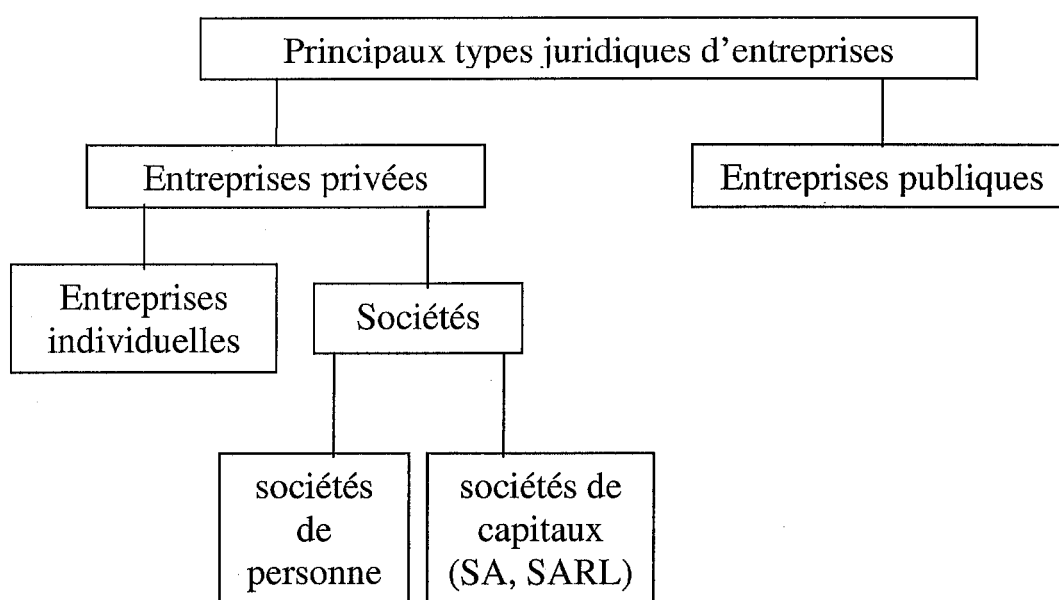 Principaux types juridiques d'entreprises
Entreprises privées
Entreprises publiques
Entreprises
individuelles
Sociétés
sociétés
de
personne
sociétés de
capitaux
(SA, SARL)